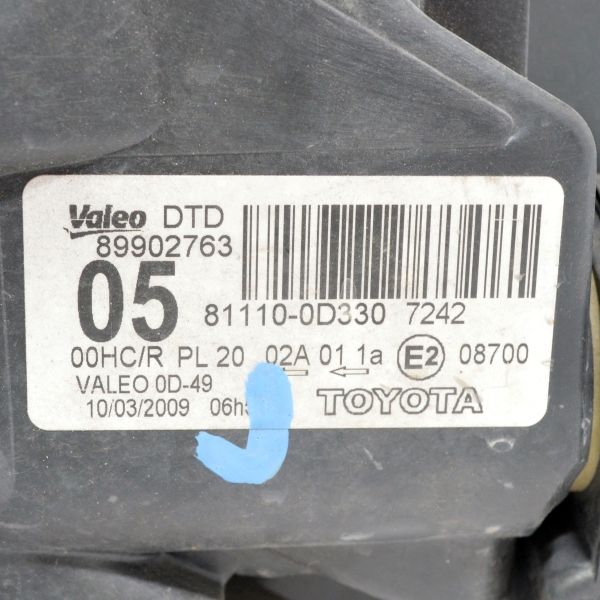 Valeo DTD
89902763
05 81110-0D330 7242
00HC/R PL 20 02A 01 1a E2 08700
VALEO 0D-49
10/03/2009 TOYOTA